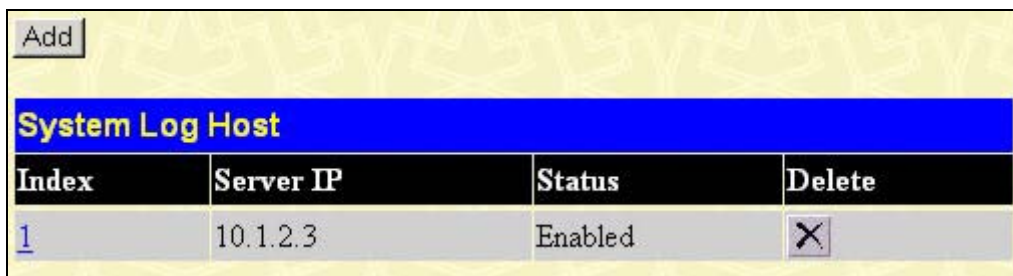 Add
System Log Host
Index Server IP Status Delete
1 10.1.2.3 Enabled